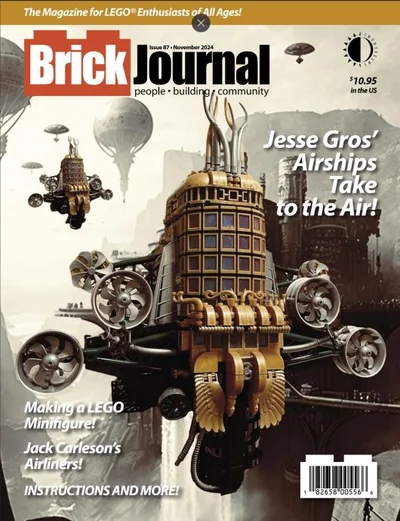 The Magazine for LEGO® Enthusiasts of All Ages!
Issue 87 • November 2024
BrickJournal
people • building • community
$10.95
in the US
Jesse Gros'
Airships
Take
to the Air!
Making a LEGO
Minifigure!
Jack Carleson's
Airliners!
INSTRUCTIONS AND MORE!
1 82658 00556 6